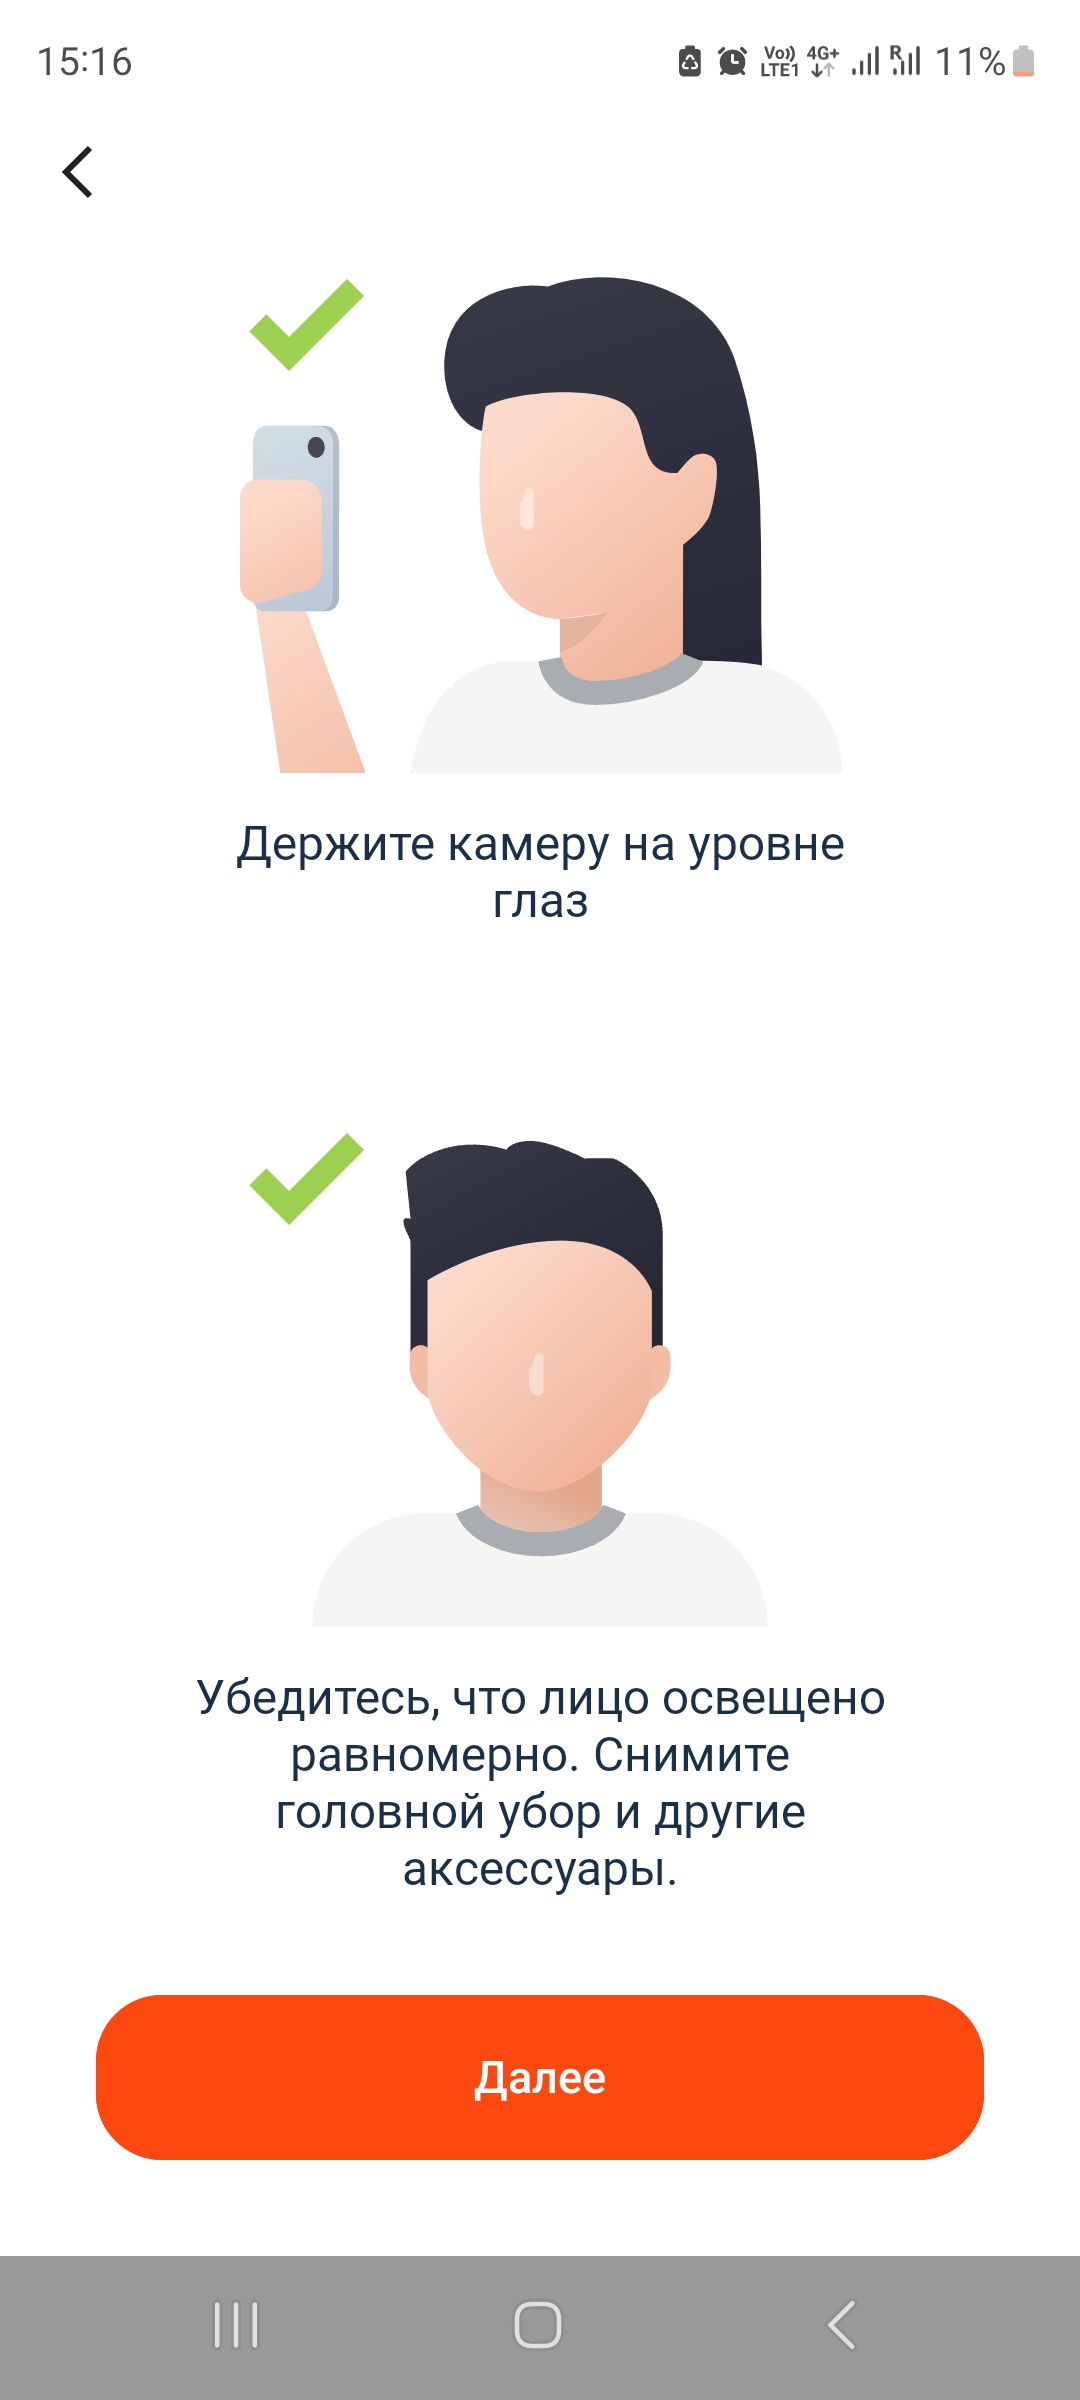 15:16
Vo)) LTE1 4G+ R 11%
Держите камеру на уровне
глаз
Убедитесь, что лицо освещено
равномерно. Снимите
головной убор и другие
аксессуары.
Далее